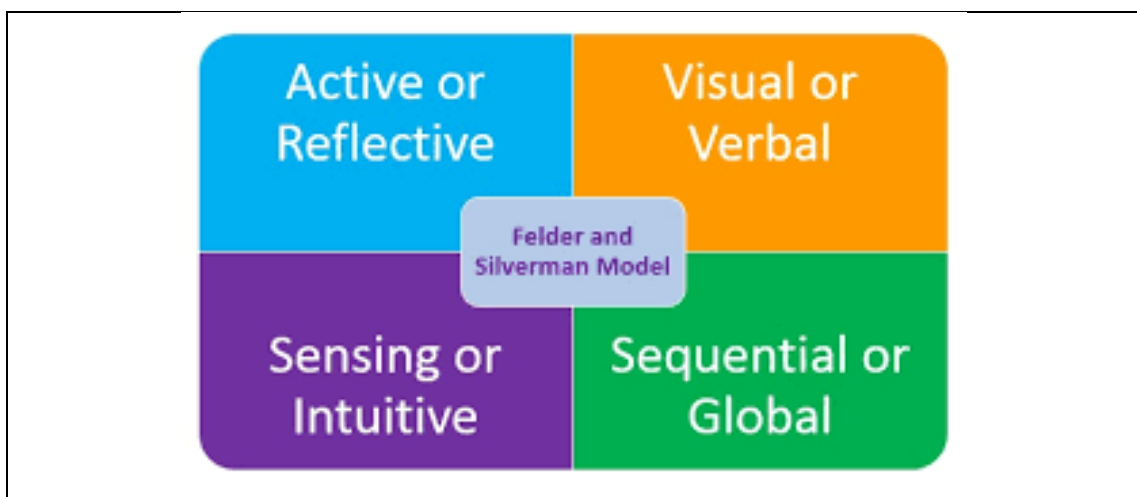 Active or
Reflective
Visual or
Verbal
Felder and
Silverman Model
Sensing or
Intuitive
Sequential or
Global